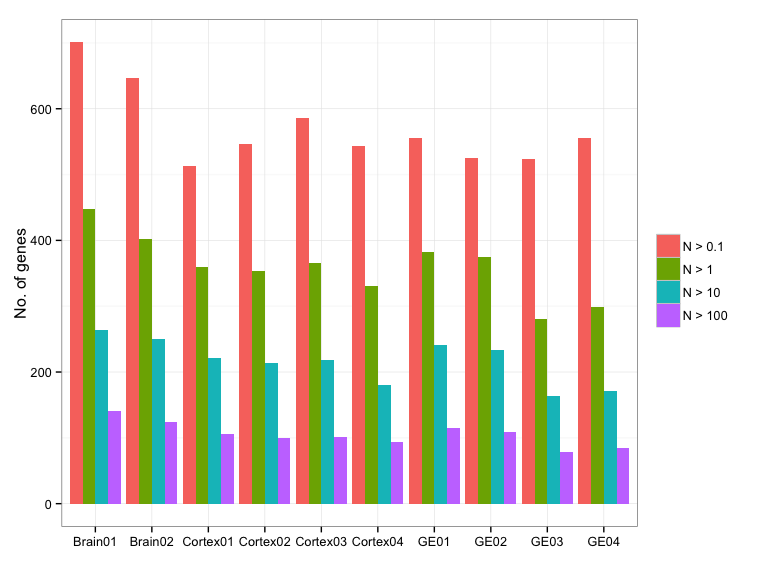 No. of genes
600
400
200
0
Brain01 Brain02 Cortex01 Cortex02 Cortex03 Cortex04 GE01 GE02 GE03 GE04
N > 0.1
N > 1
N > 10
N > 100